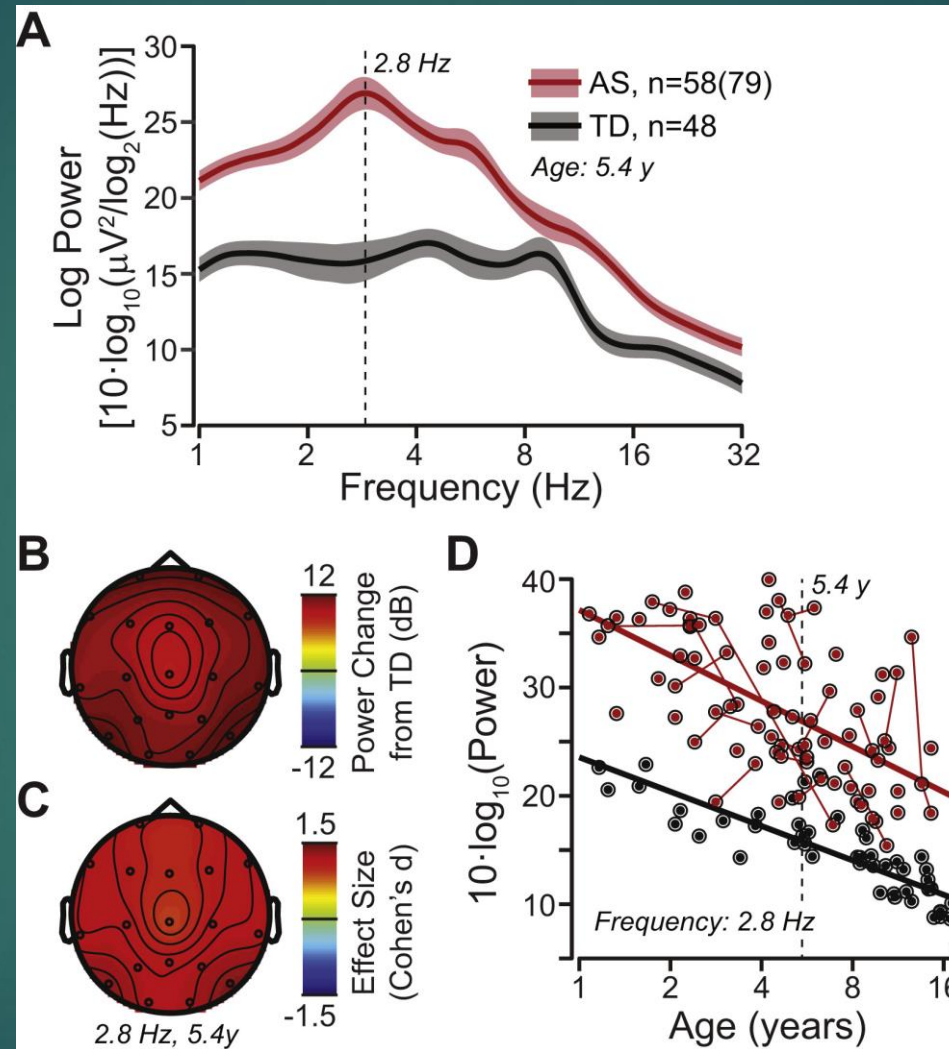 A
30
25
20
15
10
5
Log Power
[10·log₁₀(μV²/log₂(Hz))]
2.8 Hz
AS, n=58(79)
TD, n=48
Age: 5.4 y
1 2 4 8 16 32
Frequency (Hz)
B
12
-12
Power Change
from TD (dB)
C
1.5
-1.5
Effect Size
(Cohen's d)
2.8 Hz, 5.4y
D
40
30
20
10
10·log₁₀(Power)
5.4 y
Frequency: 2.8 Hz
1 2 4 8 16
Age (years)